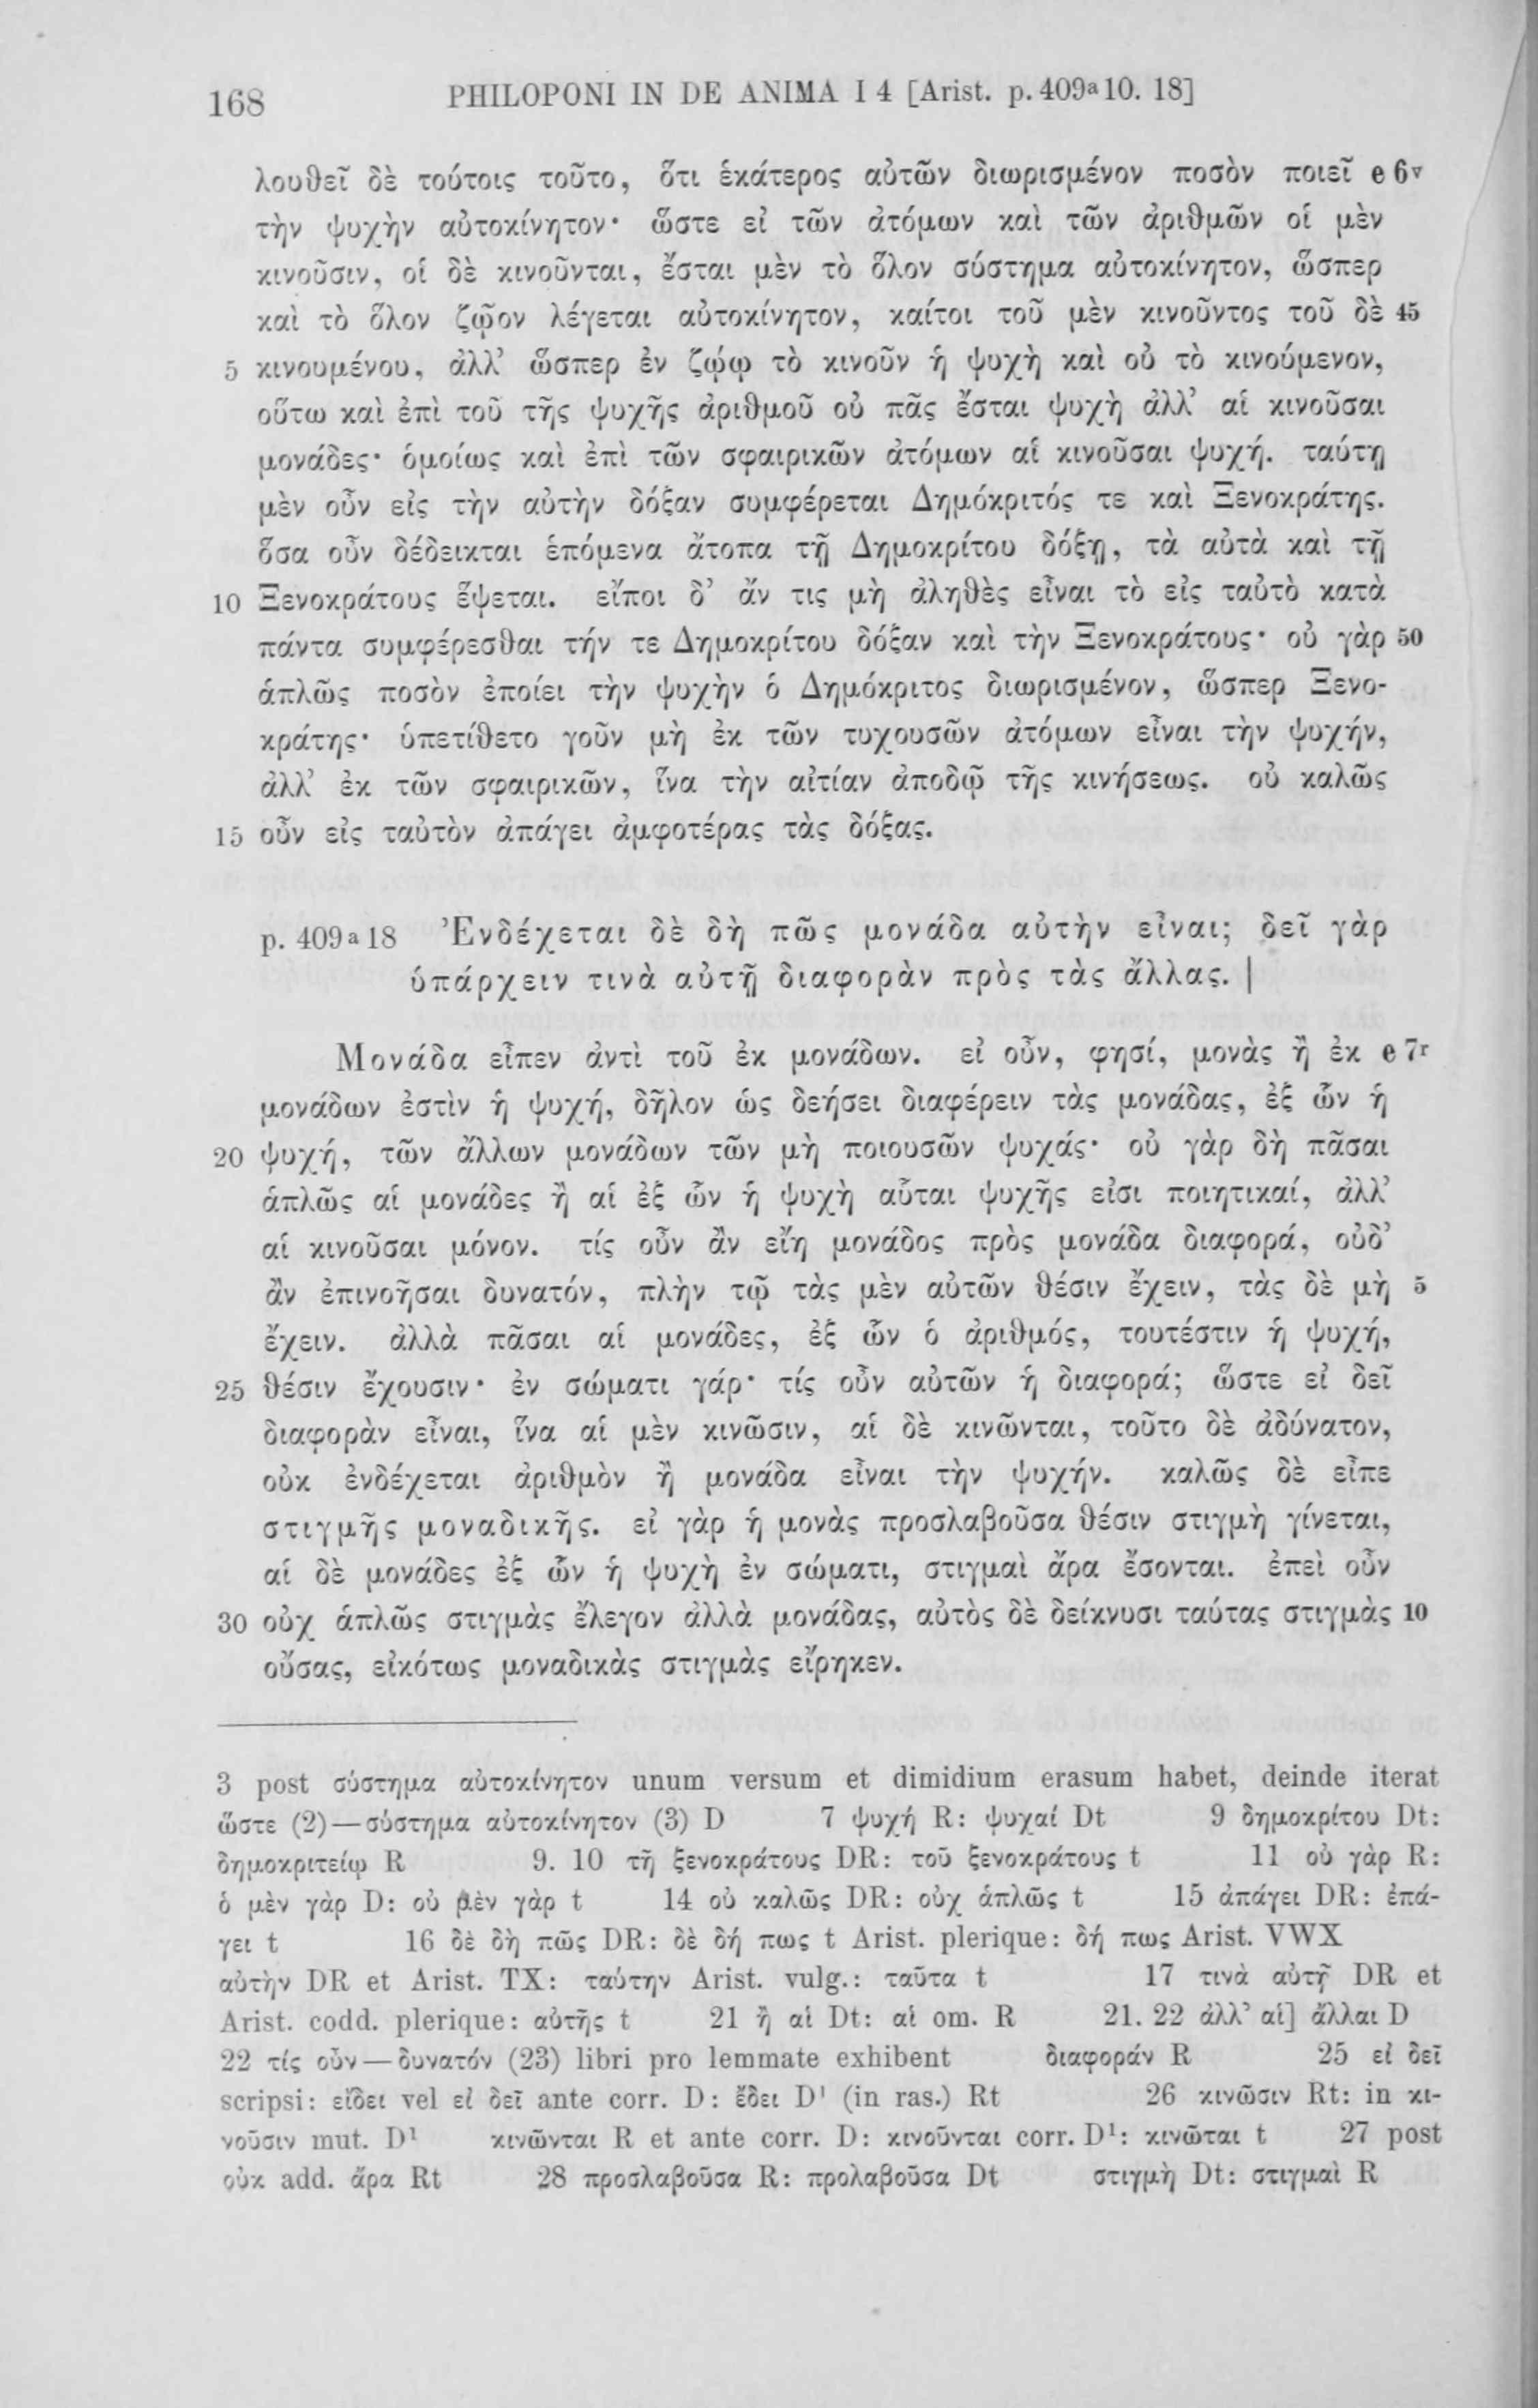 168 PHILOPONI IN DE ANIMA I 4 [Arist. p. 409a 10. 18]
λουθεῖ δὲ τούτοις τοῦτο, ὅτι ἑκάτερος αὐτῶν διωρισμένον ποσὸν ποιεῖ e 6v
τὴν ψυχὴν αὐτοκίνητον· ὥστε εἰ τῶν ἀτόμων καὶ τῶν ἀριθμῶν οἱ μὲν
κινοῦσιν, οἱ δὲ κινοῦνται, ἔσται μὲν τὸ ὅλον σύστημα αὐτοκίνητον, ὥσπερ
καὶ τὸ ὅλον ζῷον λέγεται αὐτοκίνητον, καίτοι τοῦ μὲν κινοῦντος τοῦ δὲ 45
5 κινουμένου, ἀλλ’ ὥσπερ ἐν ζῴῳ τὸ κινοῦν ἡ ψυχὴ καὶ οὐ τὸ κινούμενον,
οὕτω καὶ ἐπὶ τοῦ τῆς ψυχῆς ἀριθμοῦ οὐ πᾶς ἔσται ψυχὴ ἀλλ’ αἱ κινοῦσαι
μονάδες· ὁμοίως καὶ ἐπὶ τῶν σφαιρικῶν ἀτόμων αἱ κινοῦσαι ψυχή. ταύτῃ
μὲν οὖν εἰς τὴν αὐτὴν δόξαν συμφέρεται Δημόκριτός τε καὶ Ξενοκράτης.
ὅσα οὖν δέδεικται ἑπόμενα ἄτοπα τῇ Δημοκρίτου δόξῃ, τὰ αὐτὰ καὶ τῇ
10 Ξενοκράτους ἕψεται. εἴποι δ’ ἄν τις μὴ ἀληθὲς εἶναι τὸ εἰς ταὐτὸ κατὰ
πάντα συμφέρεσθαι τήν τε Δημοκρίτου δόξαν καὶ τὴν Ξενοκράτους· οὐ γὰρ 50
ἁπλῶς ποσὸν ἐποίει τὴν ψυχὴν ὁ Δημόκριτος διωρισμένον, ὥσπερ Ξενο-
κράτης· ὑπετίθετο γοῦν μὴ ἐκ τῶν τυχουσῶν ἀτόμων εἶναι τὴν ψυχήν,
ἀλλ’ ἐκ τῶν σφαιρικῶν, ἵνα τὴν αἰτίαν ἀποδῷ τῆς κινήσεως. οὐ καλῶς
15 οὖν εἰς ταὐτὸν ἀπάγει ἀμφοτέρας τὰς δόξας.
p. 409a 18 Ἐνδέχεται δὲ δὴ πῶς μονάδα αὐτὴν εἶναι; δεῖ γὰρ
ὑπάρχειν τινὰ αὐτῇ διαφορὰν πρὸς τὰς ἄλλας. |
Μονάδα εἶπεν ἀντὶ τοῦ ἐκ μονάδων. εἰ οὖν, φησί, μονὰς ἢ ἐκ e 7r
μονάδων ἐστὶν ἡ ψυχή, δῆλον ὡς δεήσει διαφέρειν τὰς μονάδας, ἐξ ὧν ἡ
20 ψυχή, τῶν ἄλλων μονάδων τῶν μὴ ποιουσῶν ψυχάς· οὐ γὰρ δὴ πᾶσαι
ἁπλῶς αἱ μονάδες ἢ αἱ ἐξ ὧν ἡ ψυχὴ αὗται ψυχῆς εἰσι ποιητικαί, ἀλλ’
αἱ κινοῦσαι μόνον. τίς οὖν ἂν εἴη μονάδος πρὸς μονάδα διαφορά, οὐδ’
ἂν ἐπινοῆσαι δυνατόν, πλὴν τῷ τὰς μὲν αὐτῶν θέσιν ἔχειν, τὰς δὲ μὴ 5
ἔχειν. ἀλλὰ πᾶσαι αἱ μονάδες, ἐξ ὧν ὁ ἀριθμός, τουτέστιν ἡ ψυχή,
25 θέσιν ἔχουσιν· ἐν σώματι γάρ· τίς οὖν αὐτῶν ἡ διαφορά; ὥστε εἰ δεῖ
διαφορὰν εἶναι, ἵνα αἱ μὲν κινῶσιν, αἱ δὲ κινῶνται, τοῦτο δὲ ἀδύνατον,
οὐκ ἐνδέχεται ἀριθμὸν ἢ μονάδα εἶναι τὴν ψυχήν. καλῶς δὲ εἶπε
στιγμῆς μοναδικῆς. εἰ γὰρ ἡ μονὰς προσλαβοῦσα θέσιν στιγμὴ γίνεται,
αἱ δὲ μονάδες ἐξ ὧν ἡ ψυχὴ ἐν σώματι, στιγμαὶ ἄρα ἔσονται. ἐπεὶ οὖν
30 οὐχ ἁπλῶς στιγμὰς ἔλεγον ἀλλὰ μονάδας, αὐτὸς δὲ δείκνυσι ταύτας στιγμὰς 10
οὔσας, εἰκότως μοναδικὰς στιγμὰς εἴρηκεν.
3 post σύστημα αὐτοκίνητον unum versum et dimidium erasum habet, deinde iterat
ὥστε (2) — σύστημα αὐτοκίνητον (3) D 7 ψυχή R: ψυχαί Dt 9 δημοκρίτου Dt:
δημοκριτείῳ R 9. 10 τῇ ξενοκράτους DR: τοῦ ξενοκράτους t 11 οὐ γὰρ R:
ὁ μὲν γὰρ D: οὐ μὲν γὰρ t 14 οὐ καλῶς DR: οὐχ ἁπλῶς t 15 ἀπάγει DR: ἐπά-
γει t 16 δὲ δὴ πῶς DR: δὲ δή πως t Arist. plerique: δή πως Arist. VWX
αὐτὴν DR et Arist. TX: ταύτην Arist. vulg.: ταῦτα t 17 τινὰ αὐτῇ DR et
Arist. codd. plerique: αὐτῆς t 21 ἢ αἱ Dt: αἱ om. R 21. 22 ἀλλ’ αἱ] ἄλλαι D
22 τίς οὖν — δυνατόν (23) libri pro lemmate exhibent διαφοράν R 25 εἰ δεῖ
scripsi: εἴδει vel εἰ δεῖ ante corr. D: ἔδει D¹ (in ras.) Rt 26 κινῶσιν Rt: in κι-
νοῦσιν mut. D¹ κινῶνται R et ante corr. D: κινοῦνται corr. D¹: κινῶται t 27 post
οὐκ add. ἄρα Rt 28 προσλαβοῦσα R: προλαβοῦσα Dt στιγμὴ Dt: στιγμαὶ R